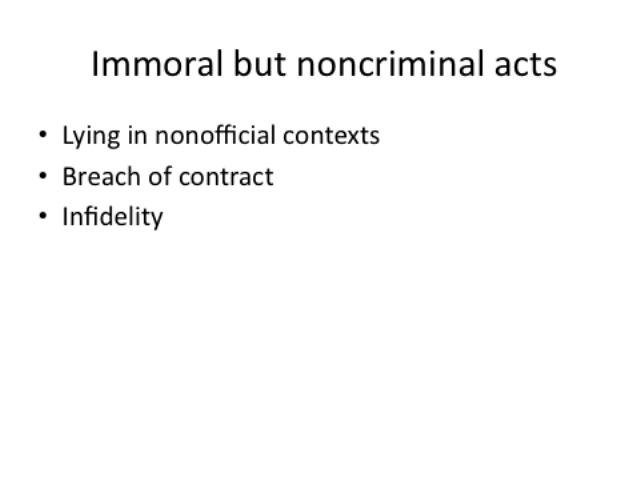 Immoral but noncriminal acts
• Lying in nonofficial contexts
• Breach of contract
• Infidelity